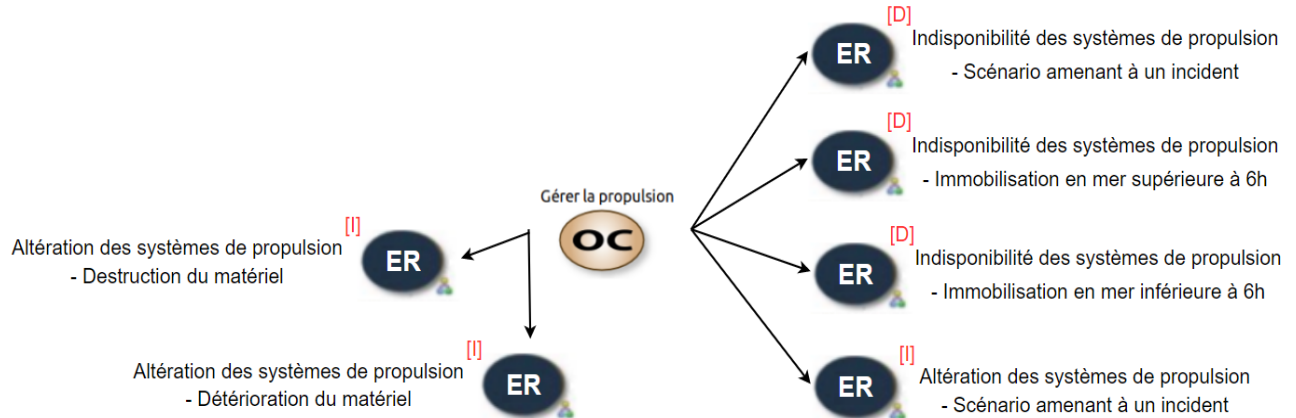 [D]
ER
Indisponibilité des systèmes de propulsion
- Scénario amenant à un incident
[D]
ER
Indisponibilité des systèmes de propulsion
- Immobilisation en mer supérieure à 6h
Gérer la propulsion
OC
[I]
Altération des systèmes de propulsion
- Destruction du matériel
ER
[D]
ER
Indisponibilité des systèmes de propulsion
- Immobilisation en mer inférieure à 6h
[I]
Altération des systèmes de propulsion
- Détérioration du matériel
ER
[I]
ER
Altération des systèmes de propulsion
- Scénario amenant à un incident